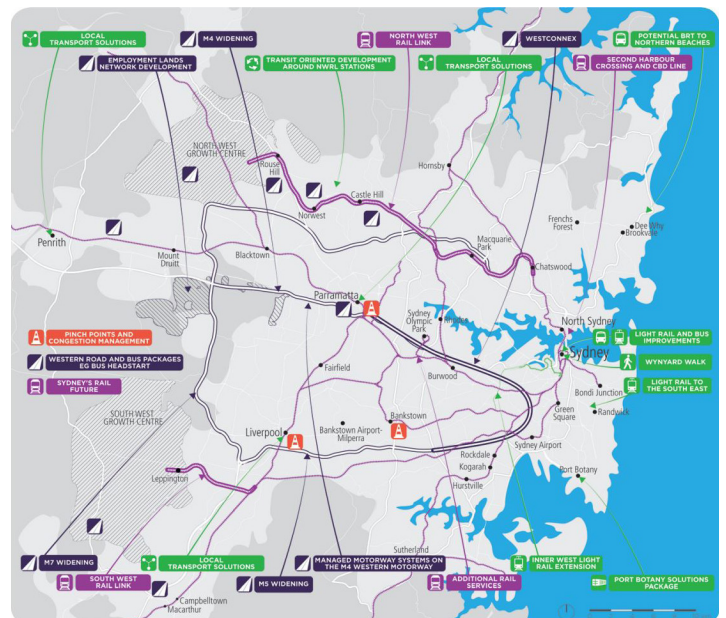 LOCAL
TRANSPORT SOLUTIONS
M4 WIDENING
NORTH WEST
RAIL LINK
WESTCONNEX
POTENTIAL BRT TO
NORTHERN BEACHES
EMPLOYMENT LANDS
NETWORK DEVELOPMENT
TRANSIT ORIENTED DEVELOPMENT
AROUND NWRL STATIONS
LOCAL
TRANSPORT SOLUTIONS
SECOND HARBOUR
CROSSING AND CBD LINE
NORTH WEST
GROWTH CENTRE
Rouse
Hill
Hornsby
Castle Hill
Norwest
Frenchs
Forest
Dee Why
Brookvale
Penrith
Mount
Druitt
Blacktown
Macquarie
Park
Chatswood
Parramatta
Sydney
Olympic
Park
Rhodes
North Sydney
Sydney
PINCH POINTS AND
CONGESTION MANAGEMENT
LIGHT RAIL AND BUS
IMPROVEMENTS
WESTERN ROAD AND BUS PACKAGES
EG BUS HEADSTART
WYNYARD WALK
SYDNEY'S RAIL
FUTURE
LIGHT RAIL TO
THE SOUTH EAST
Fairfield
Burwood
Bondi Junction
SOUTH WEST
GROWTH CENTRE
Liverpool
Bankstown Airport-
Milperra
Bankstown
Green
Square
Randwick
Rockdale
Sydney Airport
Kogarah
Leppington
Hurstville
Port Botany
Sutherland
M7 WIDENING
LOCAL
TRANSPORT SOLUTIONS
MANAGED MOTORWAY SYSTEMS ON
THE M4 WESTERN MOTORWAY
INNER WEST LIGHT
RAIL EXTENSION
SOUTH WEST
RAIL LINK
M5 WIDENING
ADDITIONAL RAIL
SERVICES
PORT BOTANY SOLUTIONS
PACKAGE
Campbelltown
Macarthur